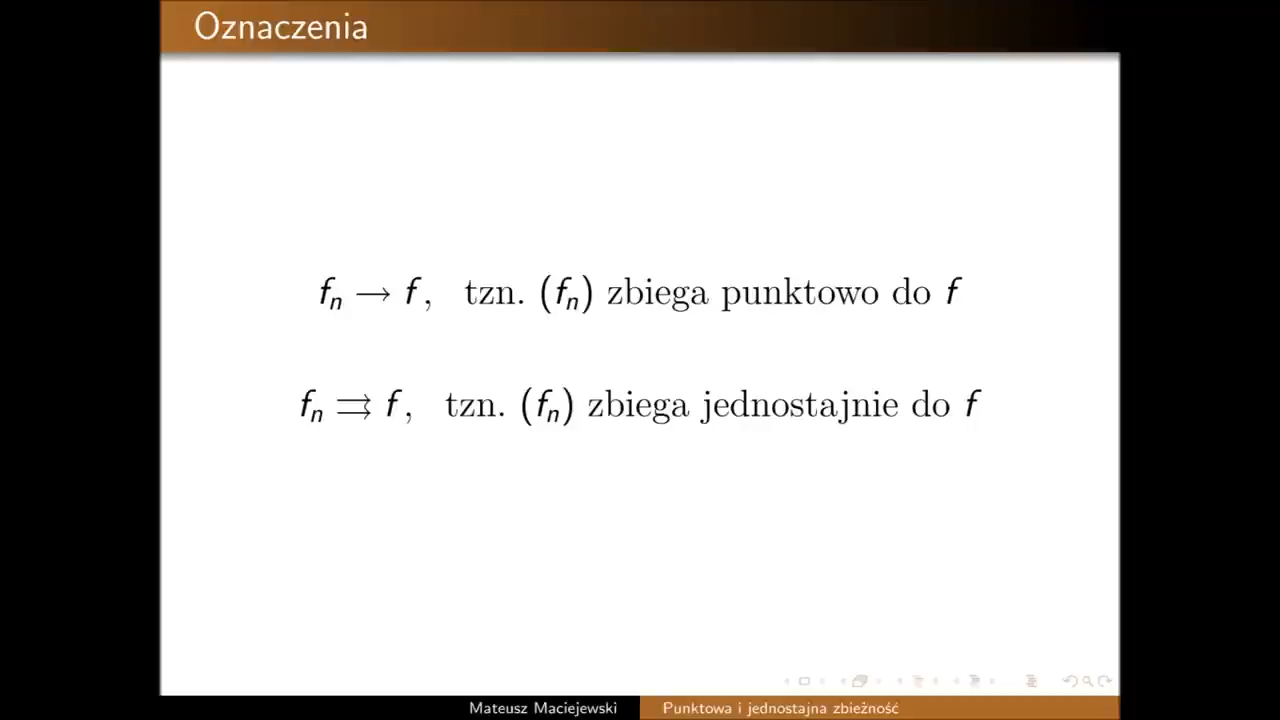 Oznaczenia
fₙ → f, tzn. (fₙ) zbiega punktowo do f
fₙ ⇉ f, tzn. (fₙ) zbiega jednostajnie do f
Mateusz Maciejewski
Punktowa i jednostajna zbieżność